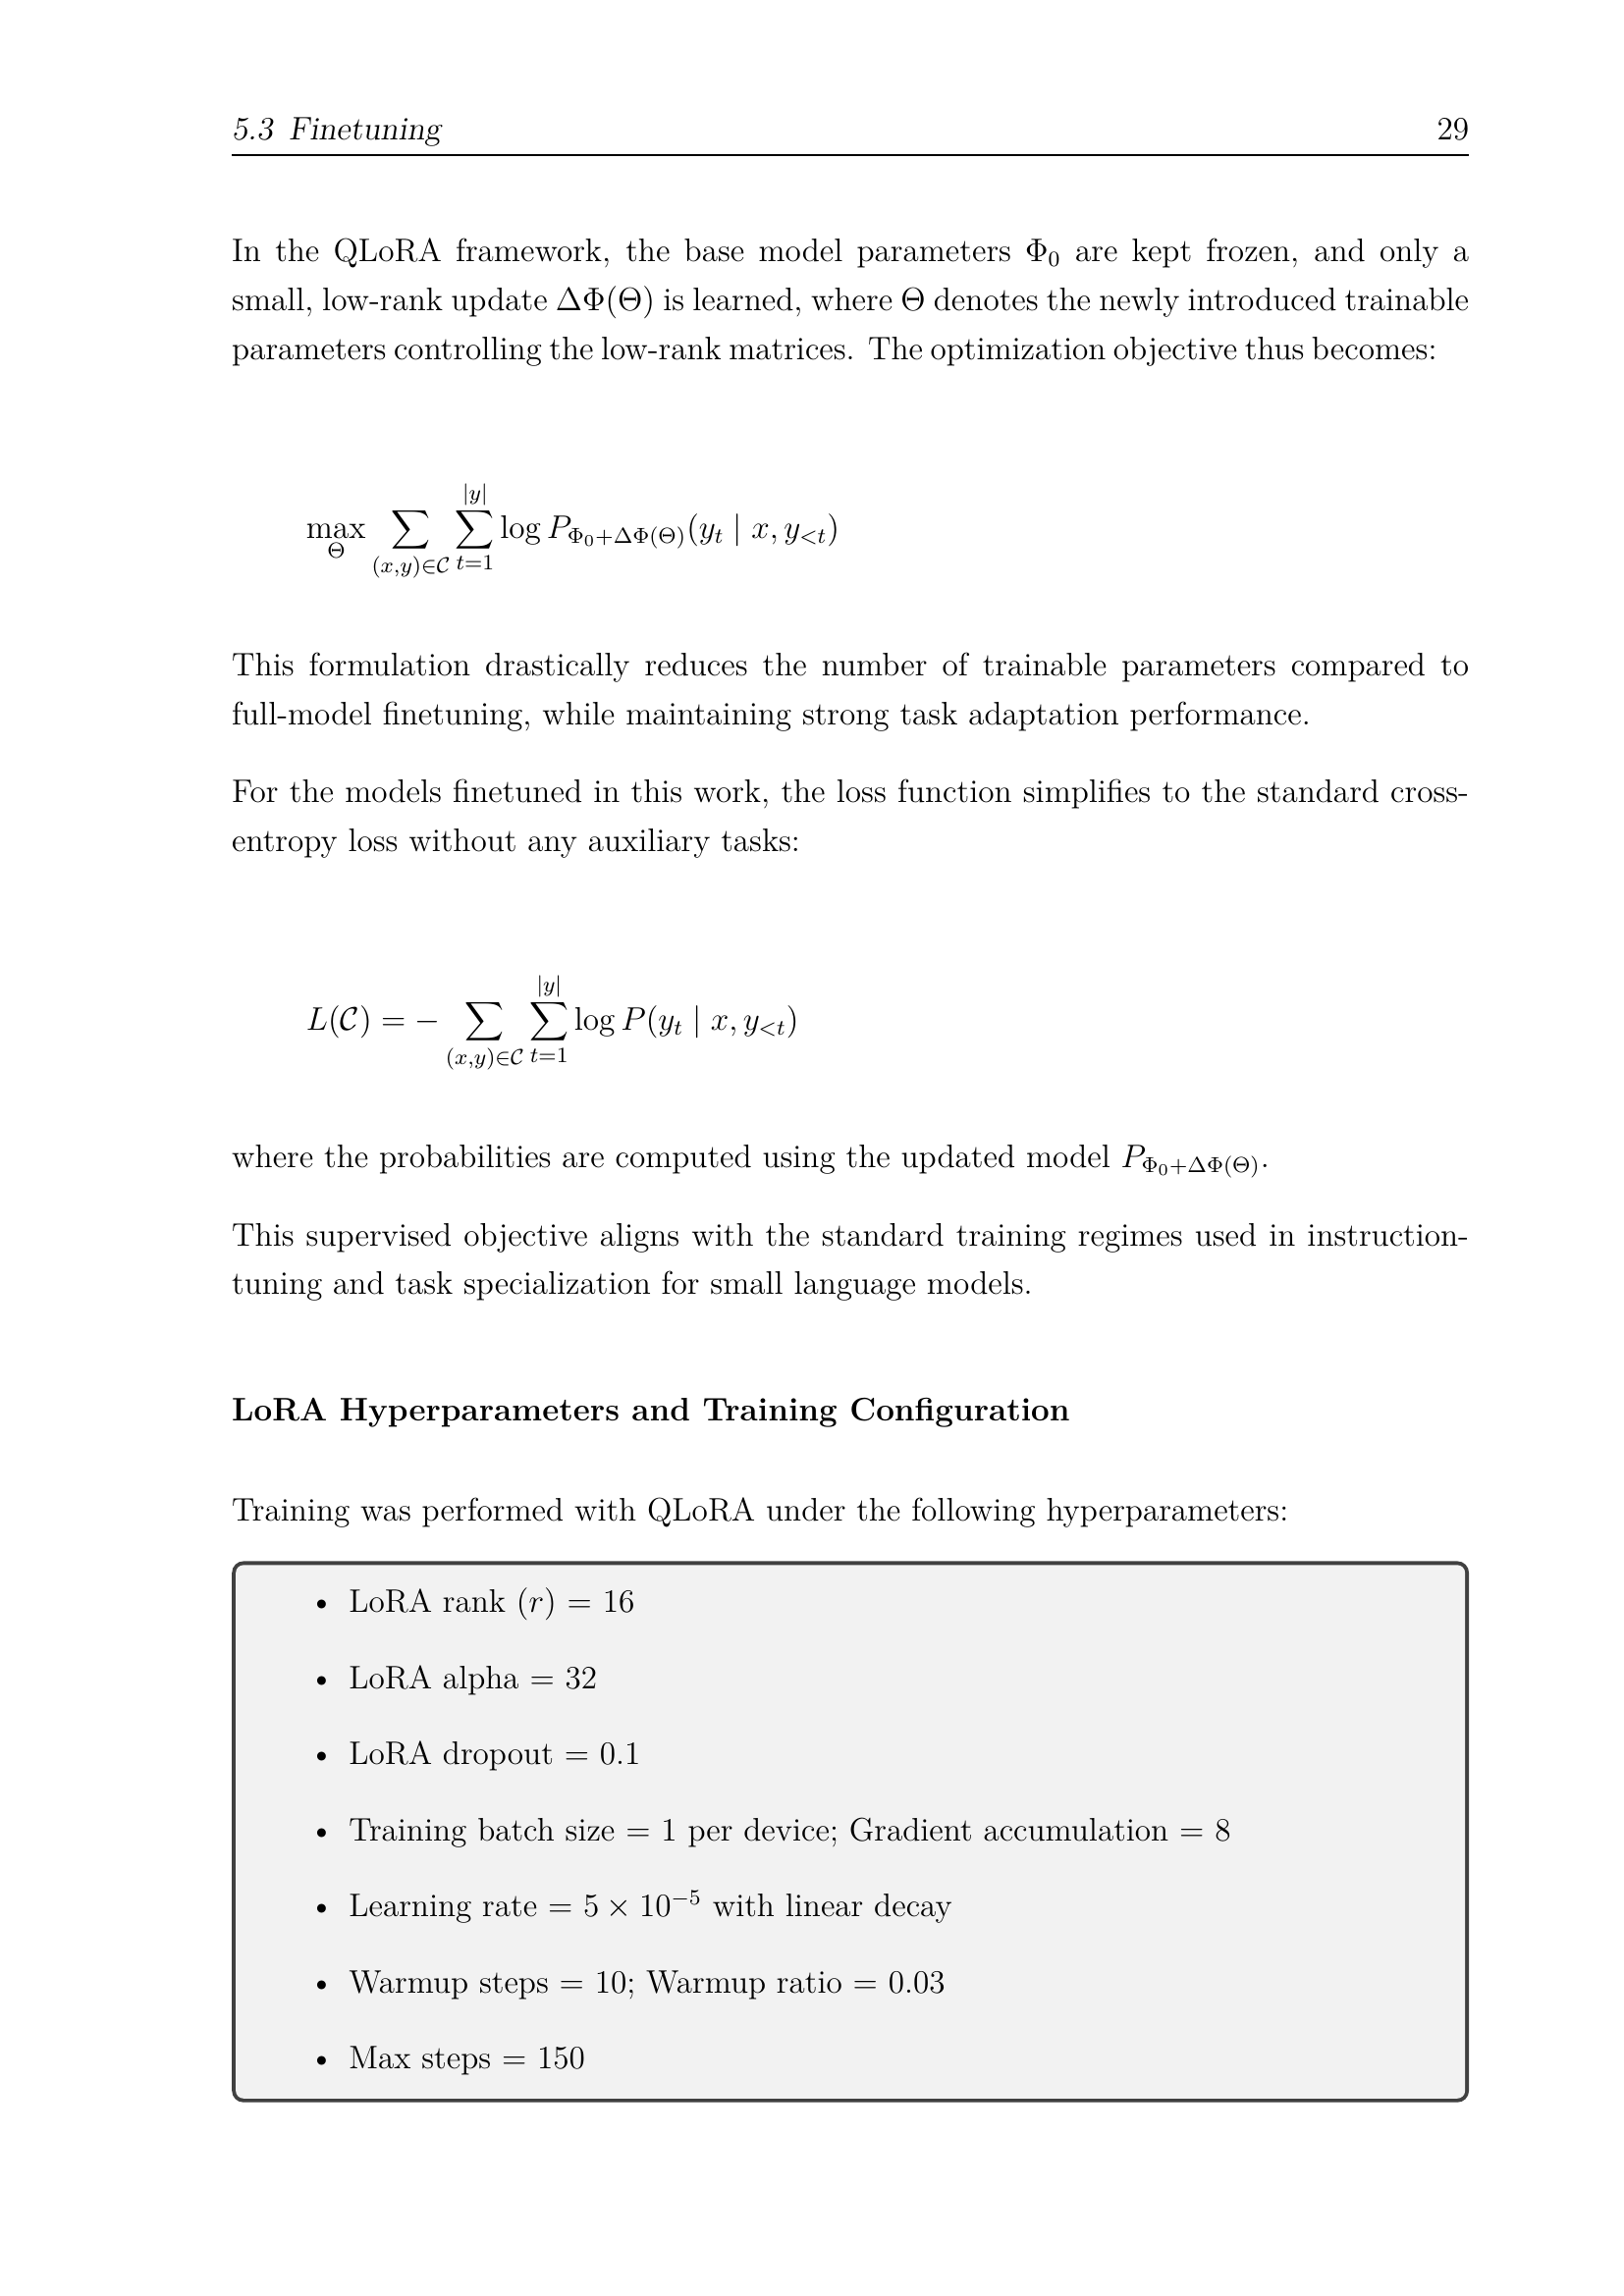 5.3 Finetuning 29
In the QLoRA framework, the base model parameters Φ₀ are kept frozen, and only a
small, low-rank update ΔΦ(Θ) is learned, where Θ denotes the newly introduced trainable
parameters controlling the low-rank matrices. The optimization objective thus becomes:
$\max_{\Theta} \sum_{(x,y)\in\mathcal{C}} \sum_{t=1}^{|y|} \log P_{\Phi_0+\Delta\Phi(\Theta)}(y_t \mid x, y_{<t})$
This formulation drastically reduces the number of trainable parameters compared to
full-model finetuning, while maintaining strong task adaptation performance.
For the models finetuned in this work, the loss function simplifies to the standard cross-
entropy loss without any auxiliary tasks:
$L(\mathcal{C}) = -\sum_{(x,y)\in\mathcal{C}} \sum_{t=1}^{|y|} \log P(y_t \mid x, y_{<t})$
where the probabilities are computed using the updated model $P_{\Phi_0+\Delta\Phi(\Theta)}$.
This supervised objective aligns with the standard training regimes used in instruction-
tuning and task specialization for small language models.
LoRA Hyperparameters and Training Configuration
Training was performed with QLoRA under the following hyperparameters:
• LoRA rank (r) = 16
• LoRA alpha = 32
• LoRA dropout = 0.1
• Training batch size = 1 per device; Gradient accumulation = 8
• Learning rate = 5 × 10⁻⁵ with linear decay
• Warmup steps = 10; Warmup ratio = 0.03
• Max steps = 150